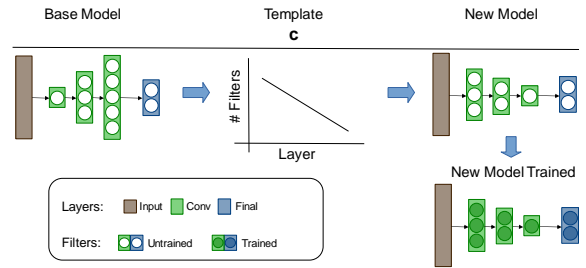 Base Model Template New Model
c
# Filters
Layer
New Model Trained
Layers: Input Conv Final
Filters: Untrained Trained